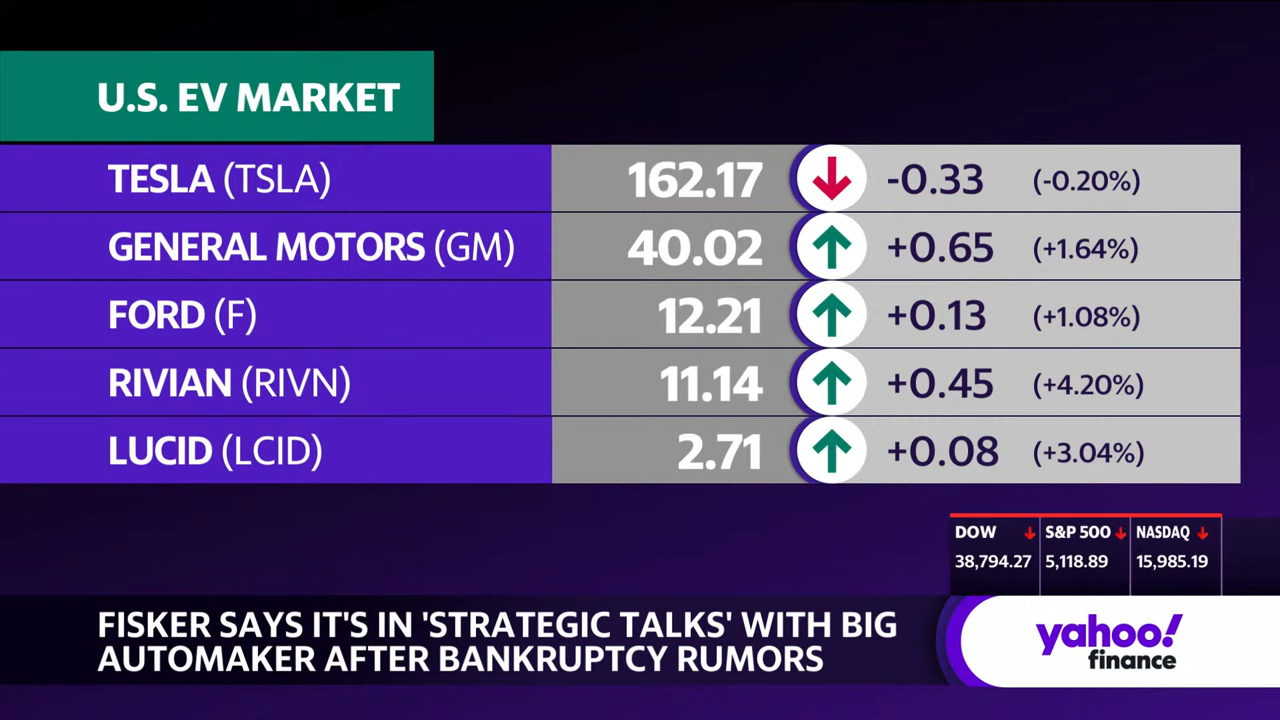 U.S. EV MARKET
TESLA (TSLA) 162.17 -0.33 (-0.20%)
GENERAL MOTORS (GM) 40.02 +0.65 (+1.64%)
FORD (F) 12.21 +0.13 (+1.08%)
RIVIAN (RIVN) 11.14 +0.45 (+4.20%)
LUCID (LCID) 2.71 +0.08 (+3.04%)
DOW S&P 500 NASDAQ
38,794.27 5,118.89 15,985.19
FISKER SAYS IT'S IN 'STRATEGIC TALKS' WITH BIG
AUTOMAKER AFTER BANKRUPTCY RUMORS
yahoo!
finance